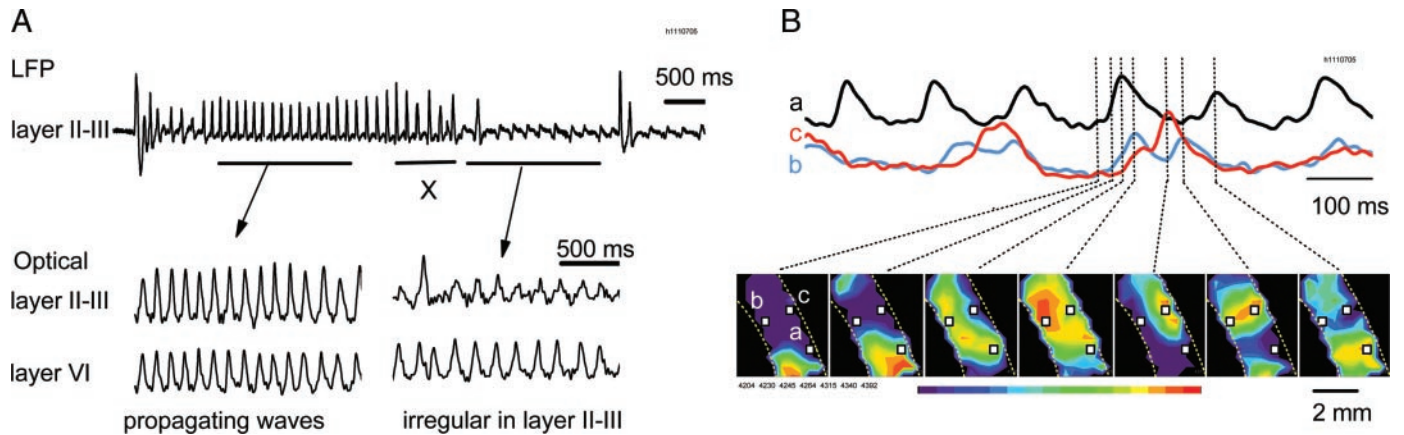 A
h1110705
LFP
500 ms
layer II-III
X
500 ms
Optical
layer II-III
layer VI
propagating waves
irregular in layer II-III
B
h1110705
a
c
b
100 ms
b
c
a
4204 4230 4245 4264 4315 4340 4392
2 mm